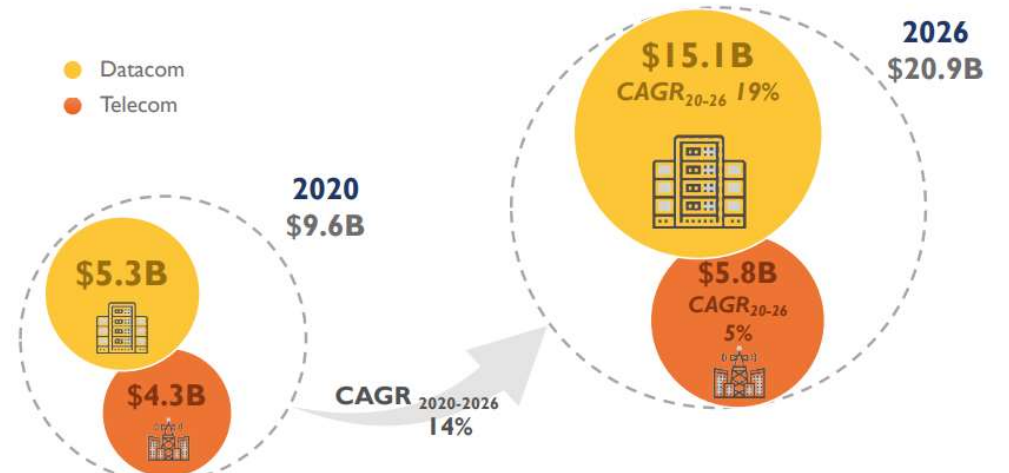 Datacom
Telecom
2020
$9.6B
$5.3B
$4.3B
CAGR 2020-2026
14%
2026
$20.9B
$15.1B
CAGR20-26 19%
$5.8B
CAGR20-26
5%